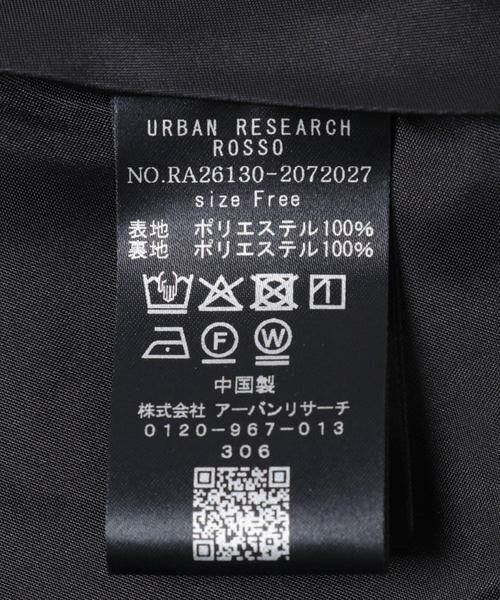 URBAN RESEARCH
ROSSO
NO.RA26130-2072027
size Free
表地 ポリエステル100%
裏地 ポリエステル100%
F W
中国製
株式会社 アーバンリサーチ
0120-967-013
306